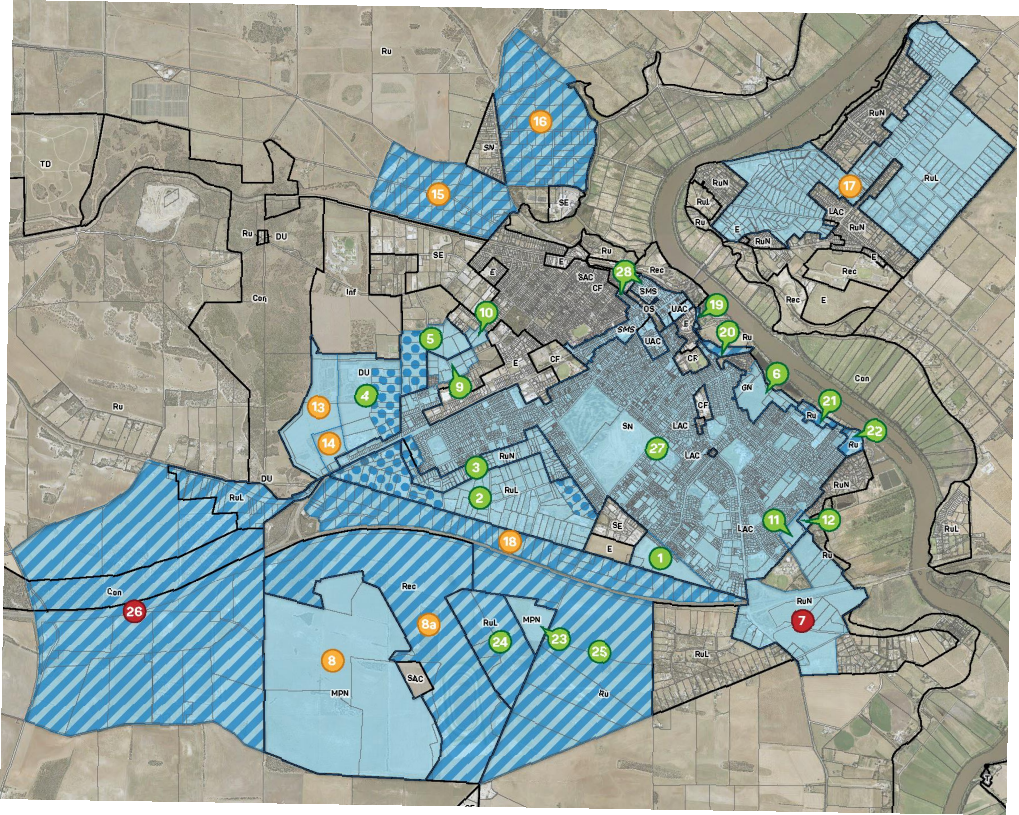 Ru
RuN
16
SN
TD
RuN
RuL
17
15
RuL
SE
LAC
Ru
RuN
E
Ru
DU
RuN
Ru
SE
E
E
Rec
E
28
Rec
SAC
CF
Inf
SMS
Con
Rec
E
19
OS
UAC
10
E
SMS
20
Ru
5
UAC
CF
E
CF
DU
6
Con
9
GN
4
21
CF
13
Ru
Ru
SN
LAC
22
14
27
Ru
RuN
LAC
3
DU
RuN
RuL
2
RuL
11
12
SE
LAC
RuL
18
E
1
Ru
Rec
Con
RuN
26
MPN
7
8a
RuL
23
24
25
RuL
8
SAC
MPN
Ru